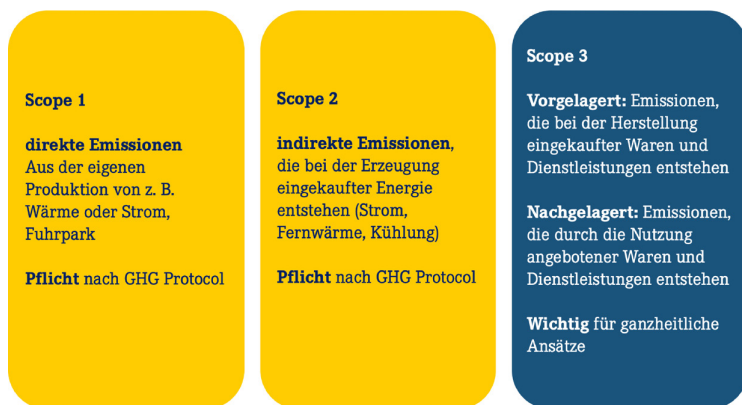 Scope 1
direkte Emissionen
Aus der eigenen
Produktion von z. B.
Wärme oder Strom,
Fuhrpark
Pflicht nach GHG Protocol
Scope 2
indirekte Emissionen,
die bei der Erzeugung
eingekaufter Energie
entstehen (Strom,
Fernwärme, Kühlung)
Pflicht nach GHG Protocol
Scope 3
Vorgelagert: Emissionen,
die bei der Herstellung
eingekaufter Waren und
Dienstleistungen entstehen
Nachgelagert: Emissionen,
die durch die Nutzung
angebotener Waren und
Dienstleistungen entstehen
Wichtig für ganzheitliche
Ansätze